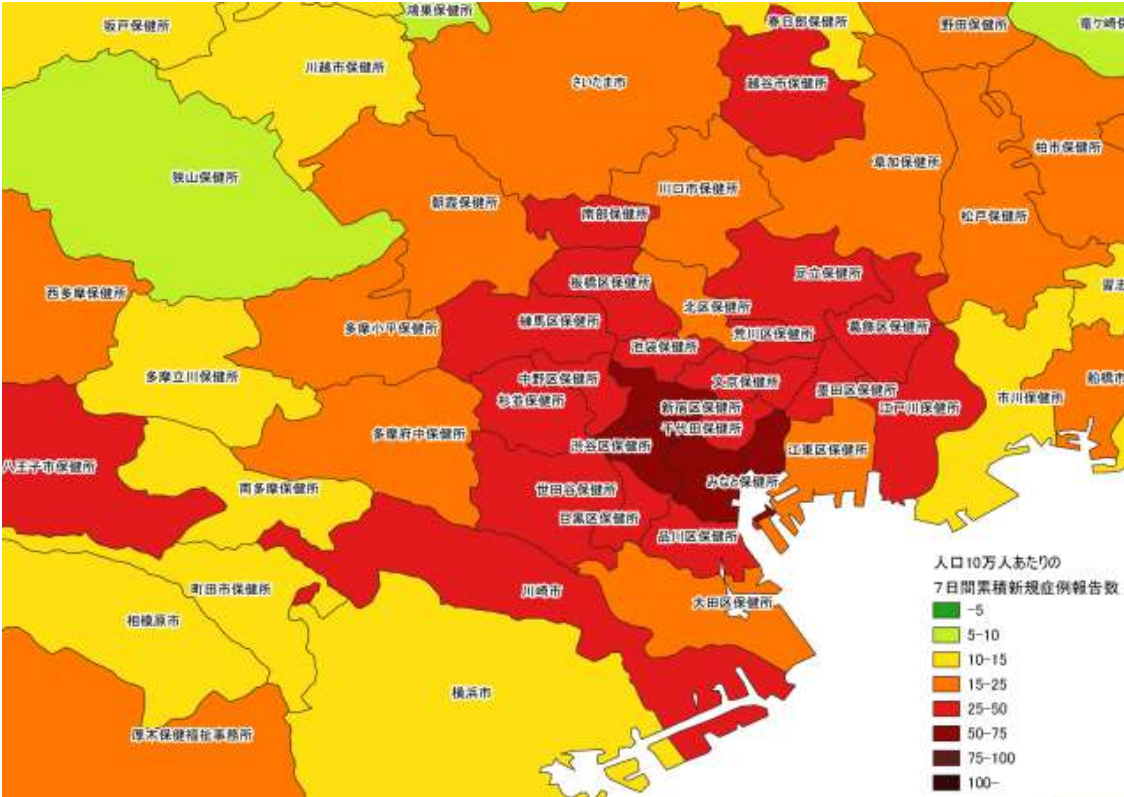 坂戸保健所
鴻巣保健所
春日部保健所
野田保健所
竜ケ崎保
川越市保健所
さいたま市
越谷市保健所
柏市保健所
草加保健所
狭山保健所
朝霞保健所
川口市保健所
南部保健所
松戸保健所
西多摩保健所
板橋区保健所
足立保健所
習志
北区保健所
多摩小平保健所
練馬区保健所
荒川区保健所
葛飾区保健所
池袋保健所
多摩立川保健所
中野区保健所
文京保健所
船橋市
墨田区保健所
杉並保健所
新宿区保健所
江戸川保健所
市川保健所
千代田保健所
多摩府中保健所
渋谷区保健所
江東区保健所
八王子市保健所
南多摩保健所
世田谷保健所
みなと保健所
目黒区保健所
品川区保健所
町田市保健所
川崎市
大田区保健所
相模原市
横浜市
厚木保健福祉事務所
人口10万人あたりの
7日間累積新規症例報告数
-5
5-10
10-15
15-25
25-50
50-75
75-100
100-